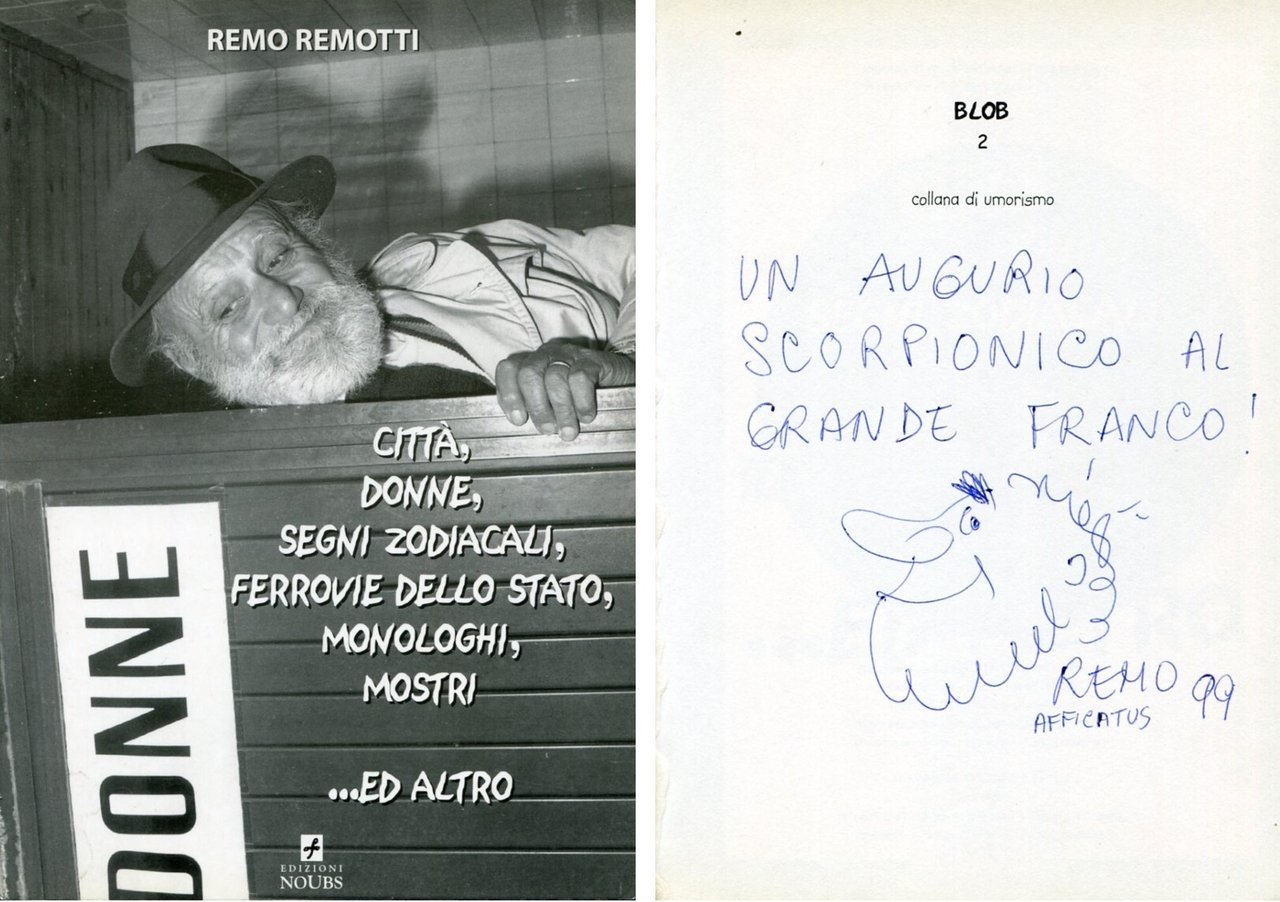 REMO REMOTTI
CITTÀ,
DONNE,
SEGNI ZODIACALI,
FERROVIE DELLO STATO,
MONOLOGHI,
MOSTRI
...ED ALTRO
DONNE
EDIZIONI
NOUBS
BLOB
2
collana di umorismo
UN AUGURIO
SCORPIONICO AL
GRANDE FRANCO!
REMO 99
AFFICATUS